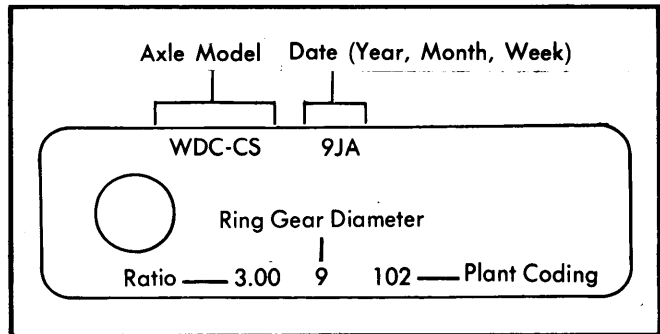 Axle Model Date (Year, Month, Week)
WDC-CS 9JA
Ring Gear Diameter
Ratio 3.00 9 102 Plant Coding